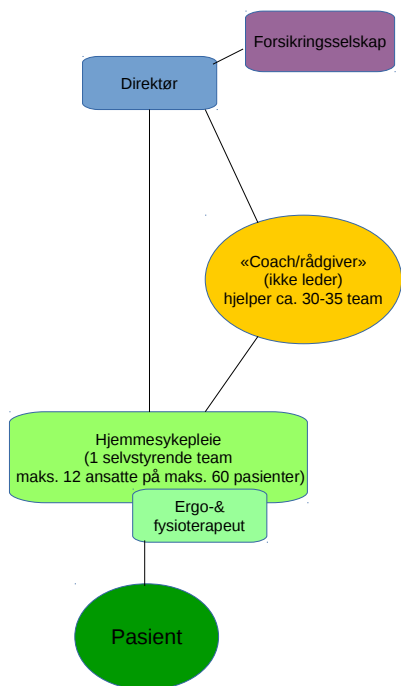 Forsikringsselskap
Direktør
«Coach/rådgiver»
(ikke leder)
hjelper ca. 30-35 team
Hjemmesykepleie
(1 selvstyrende team
maks. 12 ansatte på maks. 60 pasienter)
Ergo-&
fysioterapeut
Pasient